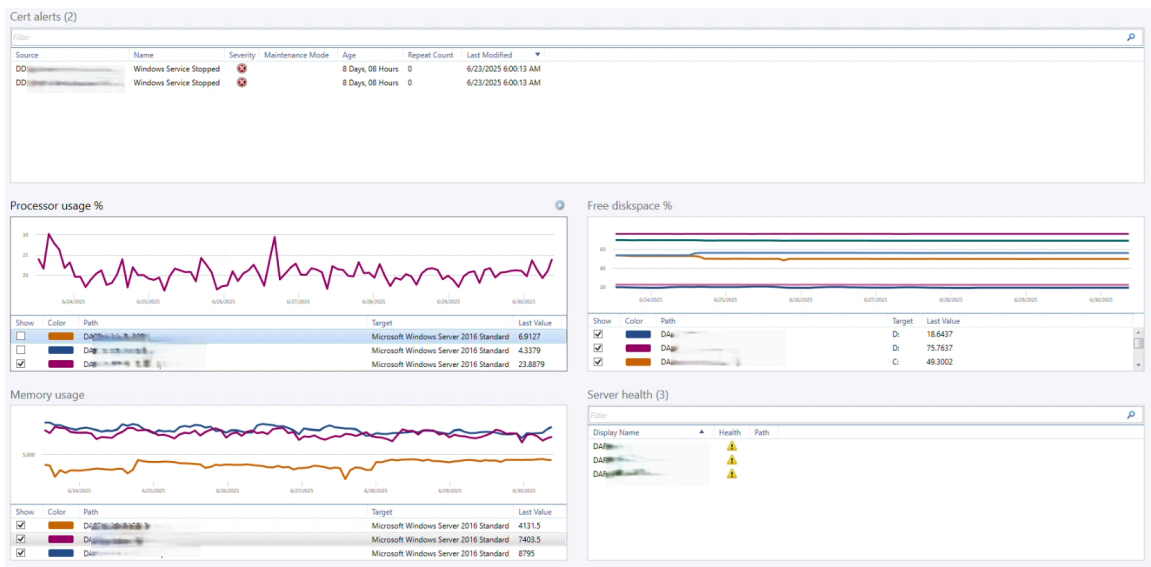 Cert alerts (2)
Filter
Source Name Severity Maintenance Mode Age Repeat Count Last Modified
DD Windows Service Stopped 8 Days, 08 Hours 0 6/23/2025 6:00:13 AM
DD Windows Service Stopped 8 Days, 08 Hours 0 6/23/2025 6:00:13 AM
Processor usage %
30
25
20
6/24/2025 6/25/2025 6/26/2025 6/27/2025 6/28/2025 6/29/2025 6/30/2025
Show Color Path Target Last Value
Microsoft Windows Server 2016 Standard 6.9127
Microsoft Windows Server 2016 Standard 4.3379
Microsoft Windows Server 2016 Standard 23.8879
Free diskspace %
60
40
20
6/24/2025 6/25/2025 6/26/2025 6/27/2025 6/28/2025 6/29/2025 6/30/2025
Show Color Path Target Last Value
DA D: 18.6437
DA D: 75.7637
DA C: 49.3002
Memory usage
5,000
6/24/2025 6/25/2025 6/26/2025 6/27/2025 6/28/2025 6/29/2025 6/30/2025
Show Color Path Target Last Value
Microsoft Windows Server 2016 Standard 4131.5
Microsoft Windows Server 2016 Standard 7403.5
Microsoft Windows Server 2016 Standard 8795
Server health (3)
Filter
Display Name Health Path